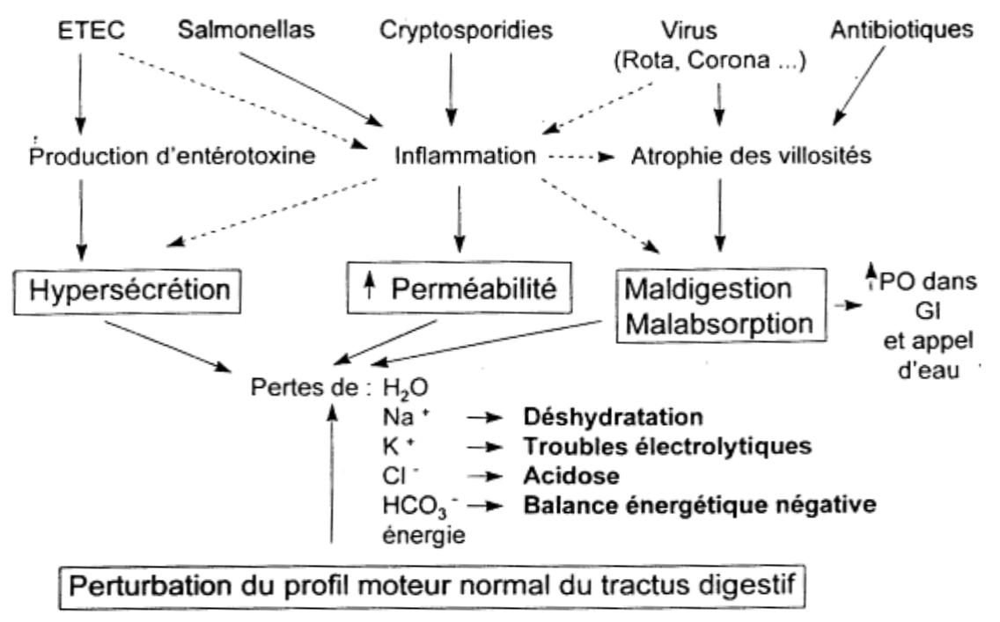 ETEC Salmonellas Cryptosporidies Virus Antibiotiques
(Rota, Corona ...)
Production d'entérotoxine Inflammation Atrophie des villosités
Hypersécrétion
Perméabilité
Maldigestion
Malabsorption
PO dans
GI
et appel
d'eau
Pertes de : H₂O
Na ⁺ Déshydratation
K ⁺ Troubles électrolytiques
Cl ⁻ Acidose
HCO₃⁻ Balance énergétique négative
énergie
Perturbation du profil moteur normal du tractus digestif